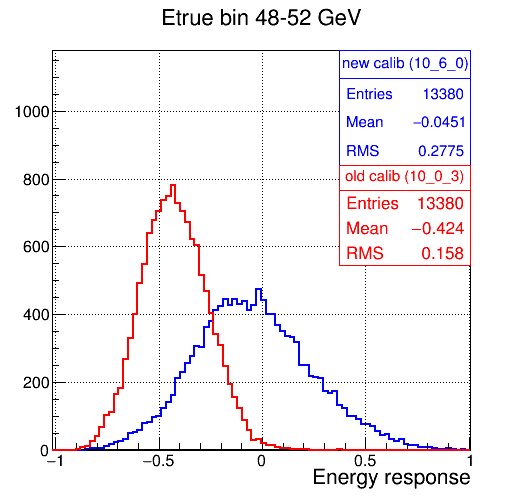 Etrue bin 48-52 GeV
new calib (10_6_0)
Entries 13380
Mean −0.0451
RMS 0.2775
old calib (10_0_3)
Entries 13380
Mean −0.424
RMS 0.158
1000
800
600
400
200
0
−1 −0.5 0 0.5 1
Energy response